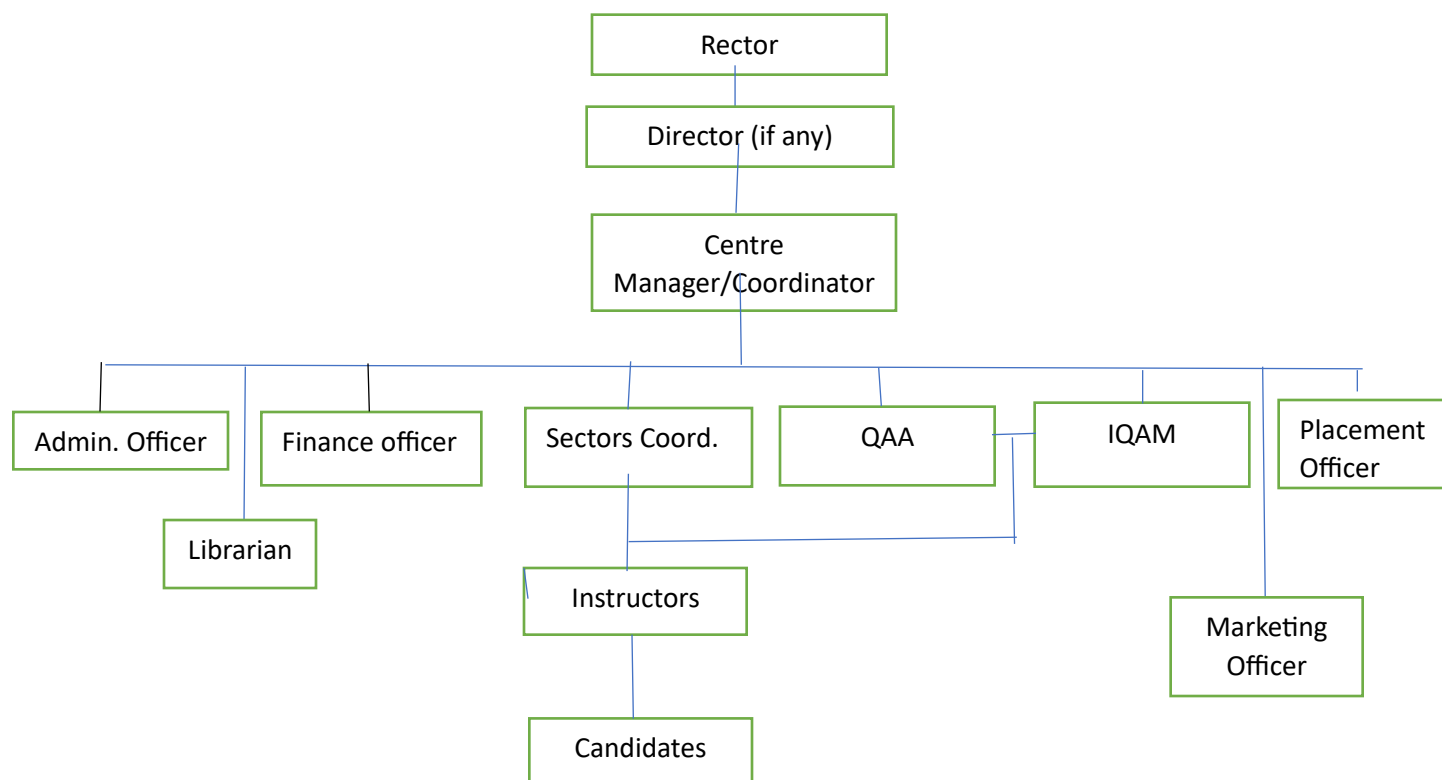 Rector
Director (if any)
Centre
Manager/Coordinator
Admin. Officer
Finance officer
Sectors Coord.
QAA
IQAM
Placement
Officer
Librarian
Instructors
Marketing
Officer
Candidates